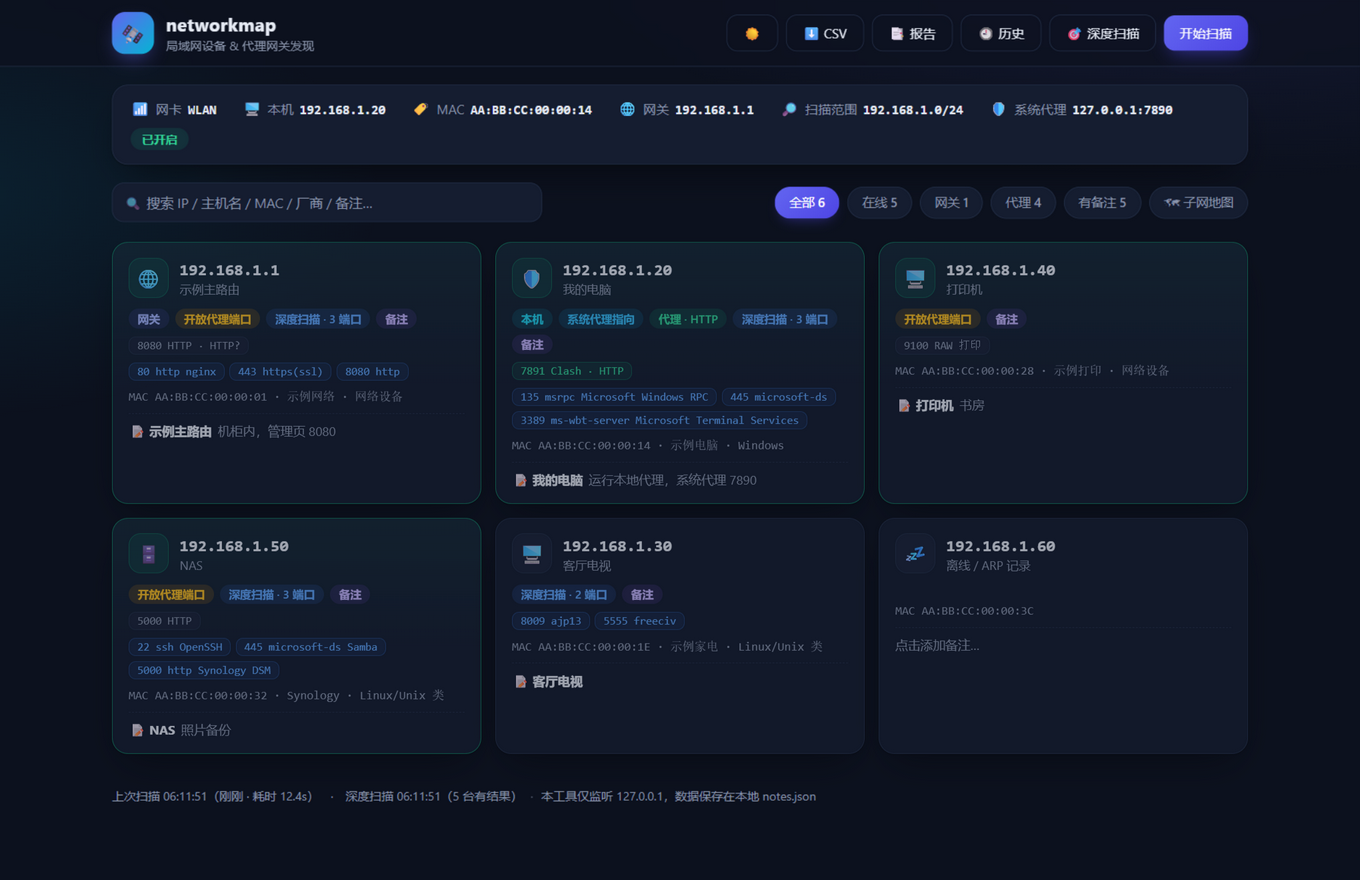 networkmap
局域网设备 & 代理网关发现
CSV
报告
历史
深度扫描
开始扫描
网卡 WLAN 本机 192.168.1.20 MAC AA:BB:CC:00:00:14 网关 192.168.1.1 扫描范围 192.168.1.0/24 系统代理 127.0.0.1:7890
已开启
搜索 IP / 主机名 / MAC / 厂商 / 备注...
全部 6
在线 5
网关 1
代理 4
有备注 5
子网地图
192.168.1.1
示例主路由
网关 开放代理端口 深度扫描 · 3 端口 备注
8080 HTTP · HTTP?
80 http nginx 443 https(ssl) 8080 http
MAC AA:BB:CC:00:00:01 · 示例网络 · 网络设备
示例主路由 机柜内，管理页 8080
192.168.1.20
我的电脑
本机 系统代理指向 代理 · HTTP 深度扫描 · 3 端口
备注
7891 Clash · HTTP
135 msrpc Microsoft Windows RPC 445 microsoft-ds
3389 ms-wbt-server Microsoft Terminal Services
MAC AA:BB:CC:00:00:14 · 示例电脑 · Windows
我的电脑 运行本地代理，系统代理 7890
192.168.1.40
打印机
开放代理端口 备注
9100 RAW 打印
MAC AA:BB:CC:00:00:28 · 示例打印 · 网络设备
打印机 书房
192.168.1.50
NAS
开放代理端口 深度扫描 · 3 端口 备注
5000 HTTP
22 ssh OpenSSH 445 microsoft-ds Samba
5000 http Synology DSM
MAC AA:BB:CC:00:00:32 · Synology · Linux/Unix 类
NAS 照片备份
192.168.1.30
客厅电视
深度扫描 · 2 端口 备注
8009 ajp13 5555 freeciv
MAC AA:BB:CC:00:00:1E · 示例家电 · Linux/Unix 类
客厅电视
192.168.1.60
离线 / ARP 记录
MAC AA:BB:CC:00:00:3C
点击添加备注...
上次扫描 06:11:51（刚刚 · 耗时 12.4s） · 深度扫描 06:11:51（5 台有结果） · 本工具仅监听 127.0.0.1，数据保存在本地 notes.json